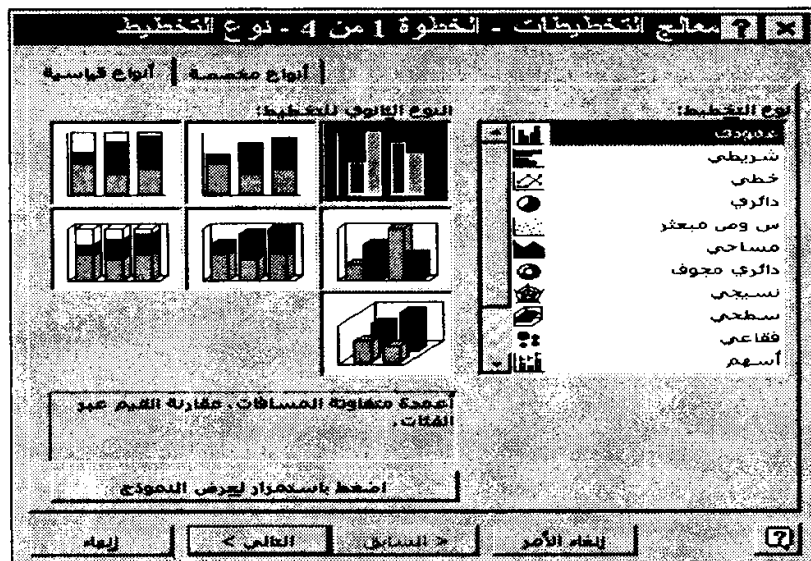 معالج التخطيطات - الخطوة 1 من 4 - نوع التخطيط
أنواع قياسية
أنواع مخصصة
نوع التخطيط:
عمودي
شريطي
خطي
دائري
س وص مبعثر
مساحي
دائري مجوف
نسيجي
سطحي
فقاعي
أسهم
النوع الثانوي للتخطيط:
أعمدة متفاوتة المسافات. مقارنة القيم عبر
الفئات.
اضغط باستمرار لعرض النموذج
إلغاء الأمر
< السابق
التالي >
إنهاء